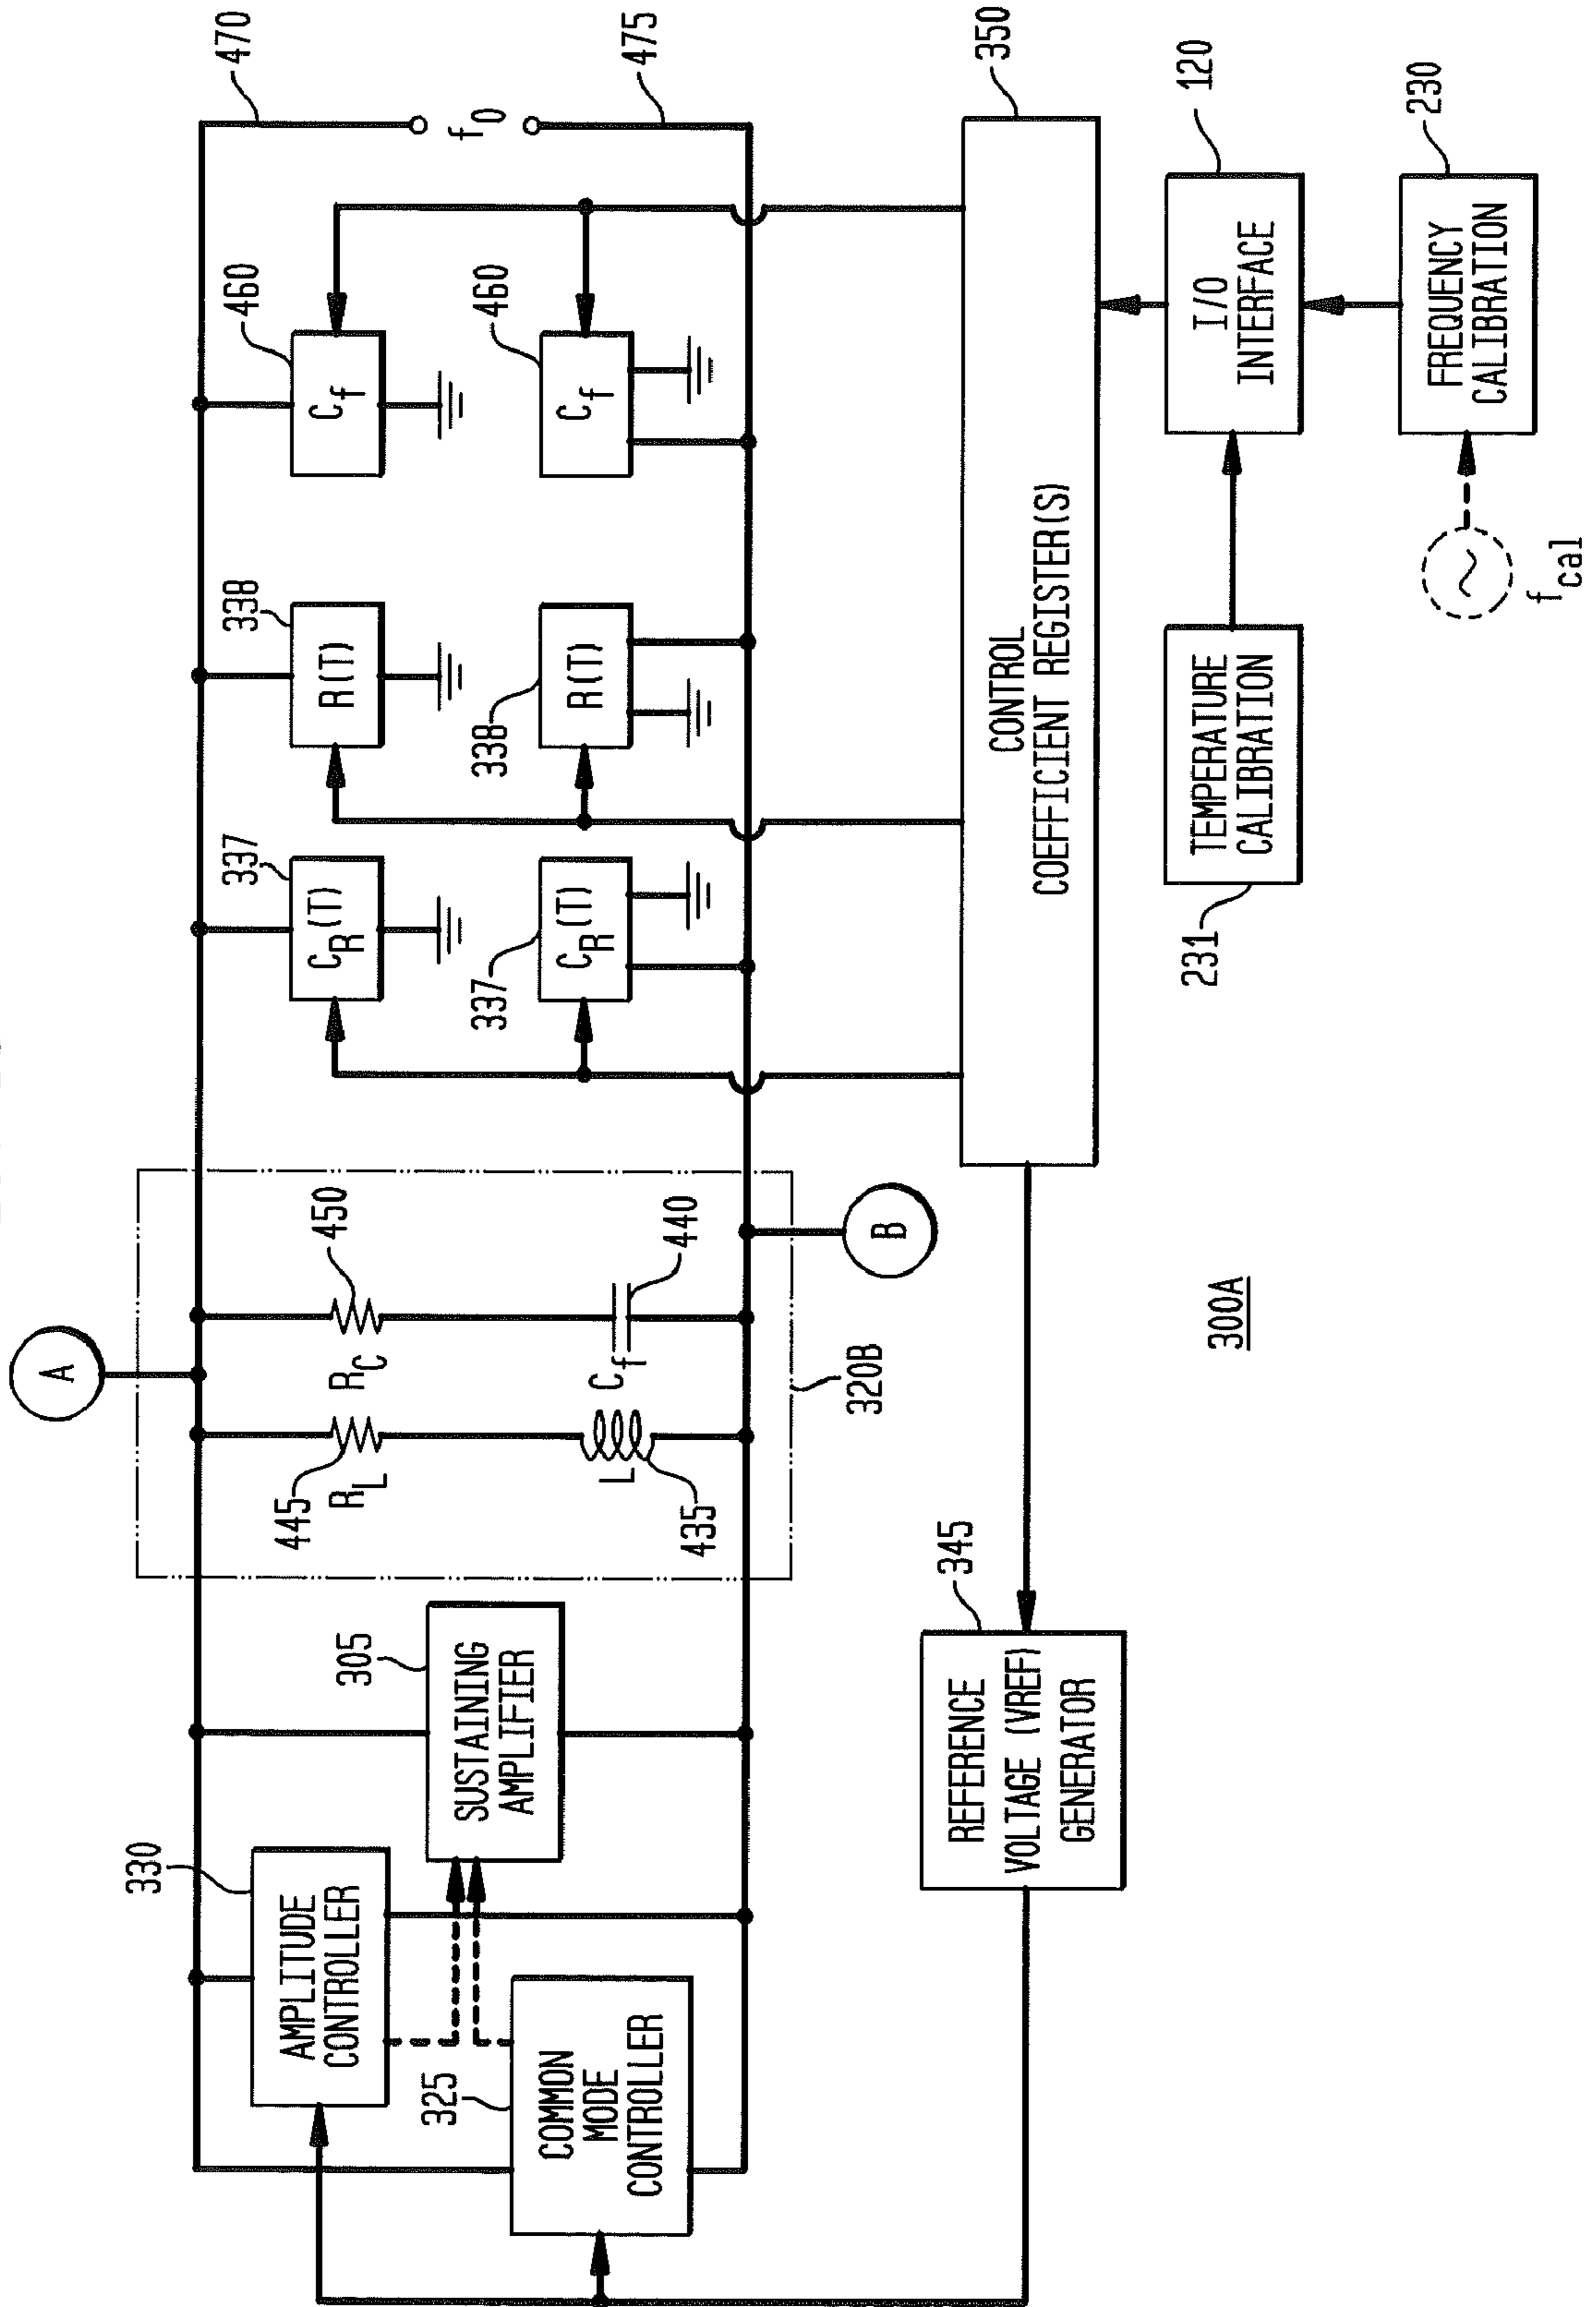 470
f0
475
460
Cf
460
Cf
338
R(T)
338
R(T)
337
CR(T)
337
CR(T)
A
B
450
RC
440
Cf
445
RL
L
435
320B
305
SUSTAINING
AMPLIFIER
330
AMPLITUDE
CONTROLLER
325
COMMON
MODE
CONTROLLER
345
REFERENCE
VOLTAGE (VREF)
GENERATOR
350
CONTROL
COEFFICIENT REGISTER(S)
120
I/O
INTERFACE
230
FREQUENCY
CALIBRATION
fcal
TEMPERATURE
CALIBRATION
231
300A